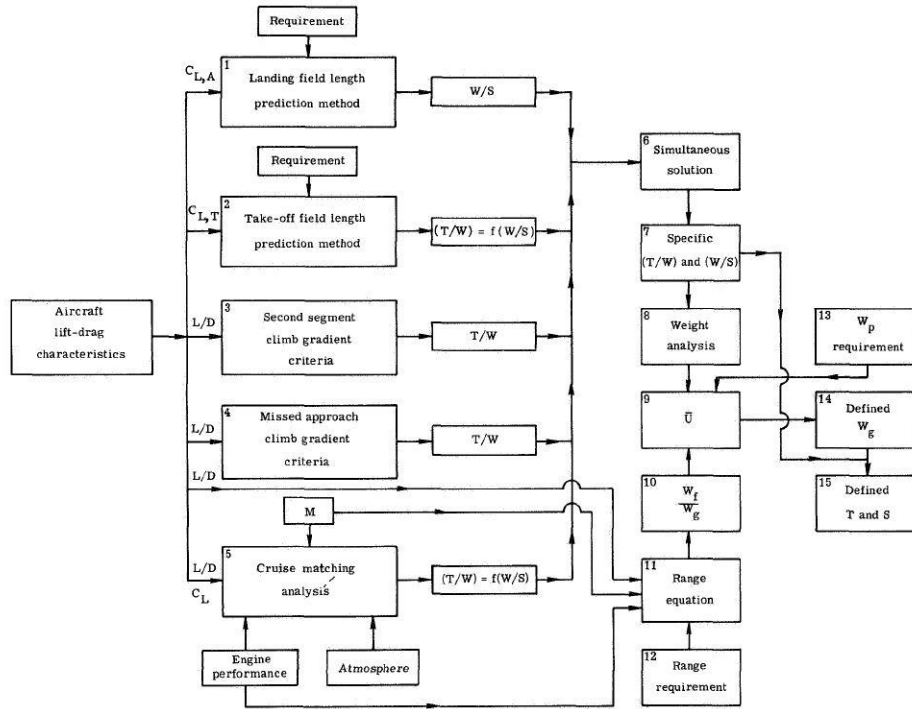 Requirement
C_L,A
1
Landing field length
prediction method
W/S
Requirement
C_L,T
2
Take-off field length
prediction method
(T/W) = f(W/S)
6
Simultaneous
solution
7
Specific
(T/W) and (W/S)
Aircraft
lift-drag
characteristics
L/D
3
Second segment
climb gradient
criteria
T/W
8
Weight
analysis
13
W_p
requirement
L/D
4
Missed approach
climb gradient
criteria
T/W
9
Ū
14
Defined
W_g
L/D
M
10
W_f
W_g
15
Defined
T and S
L/D
C_L
5
Cruise matching
analysis
(T/W) = f(W/S)
11
Range
equation
Engine
performance
Atmosphere
12
Range
requirement